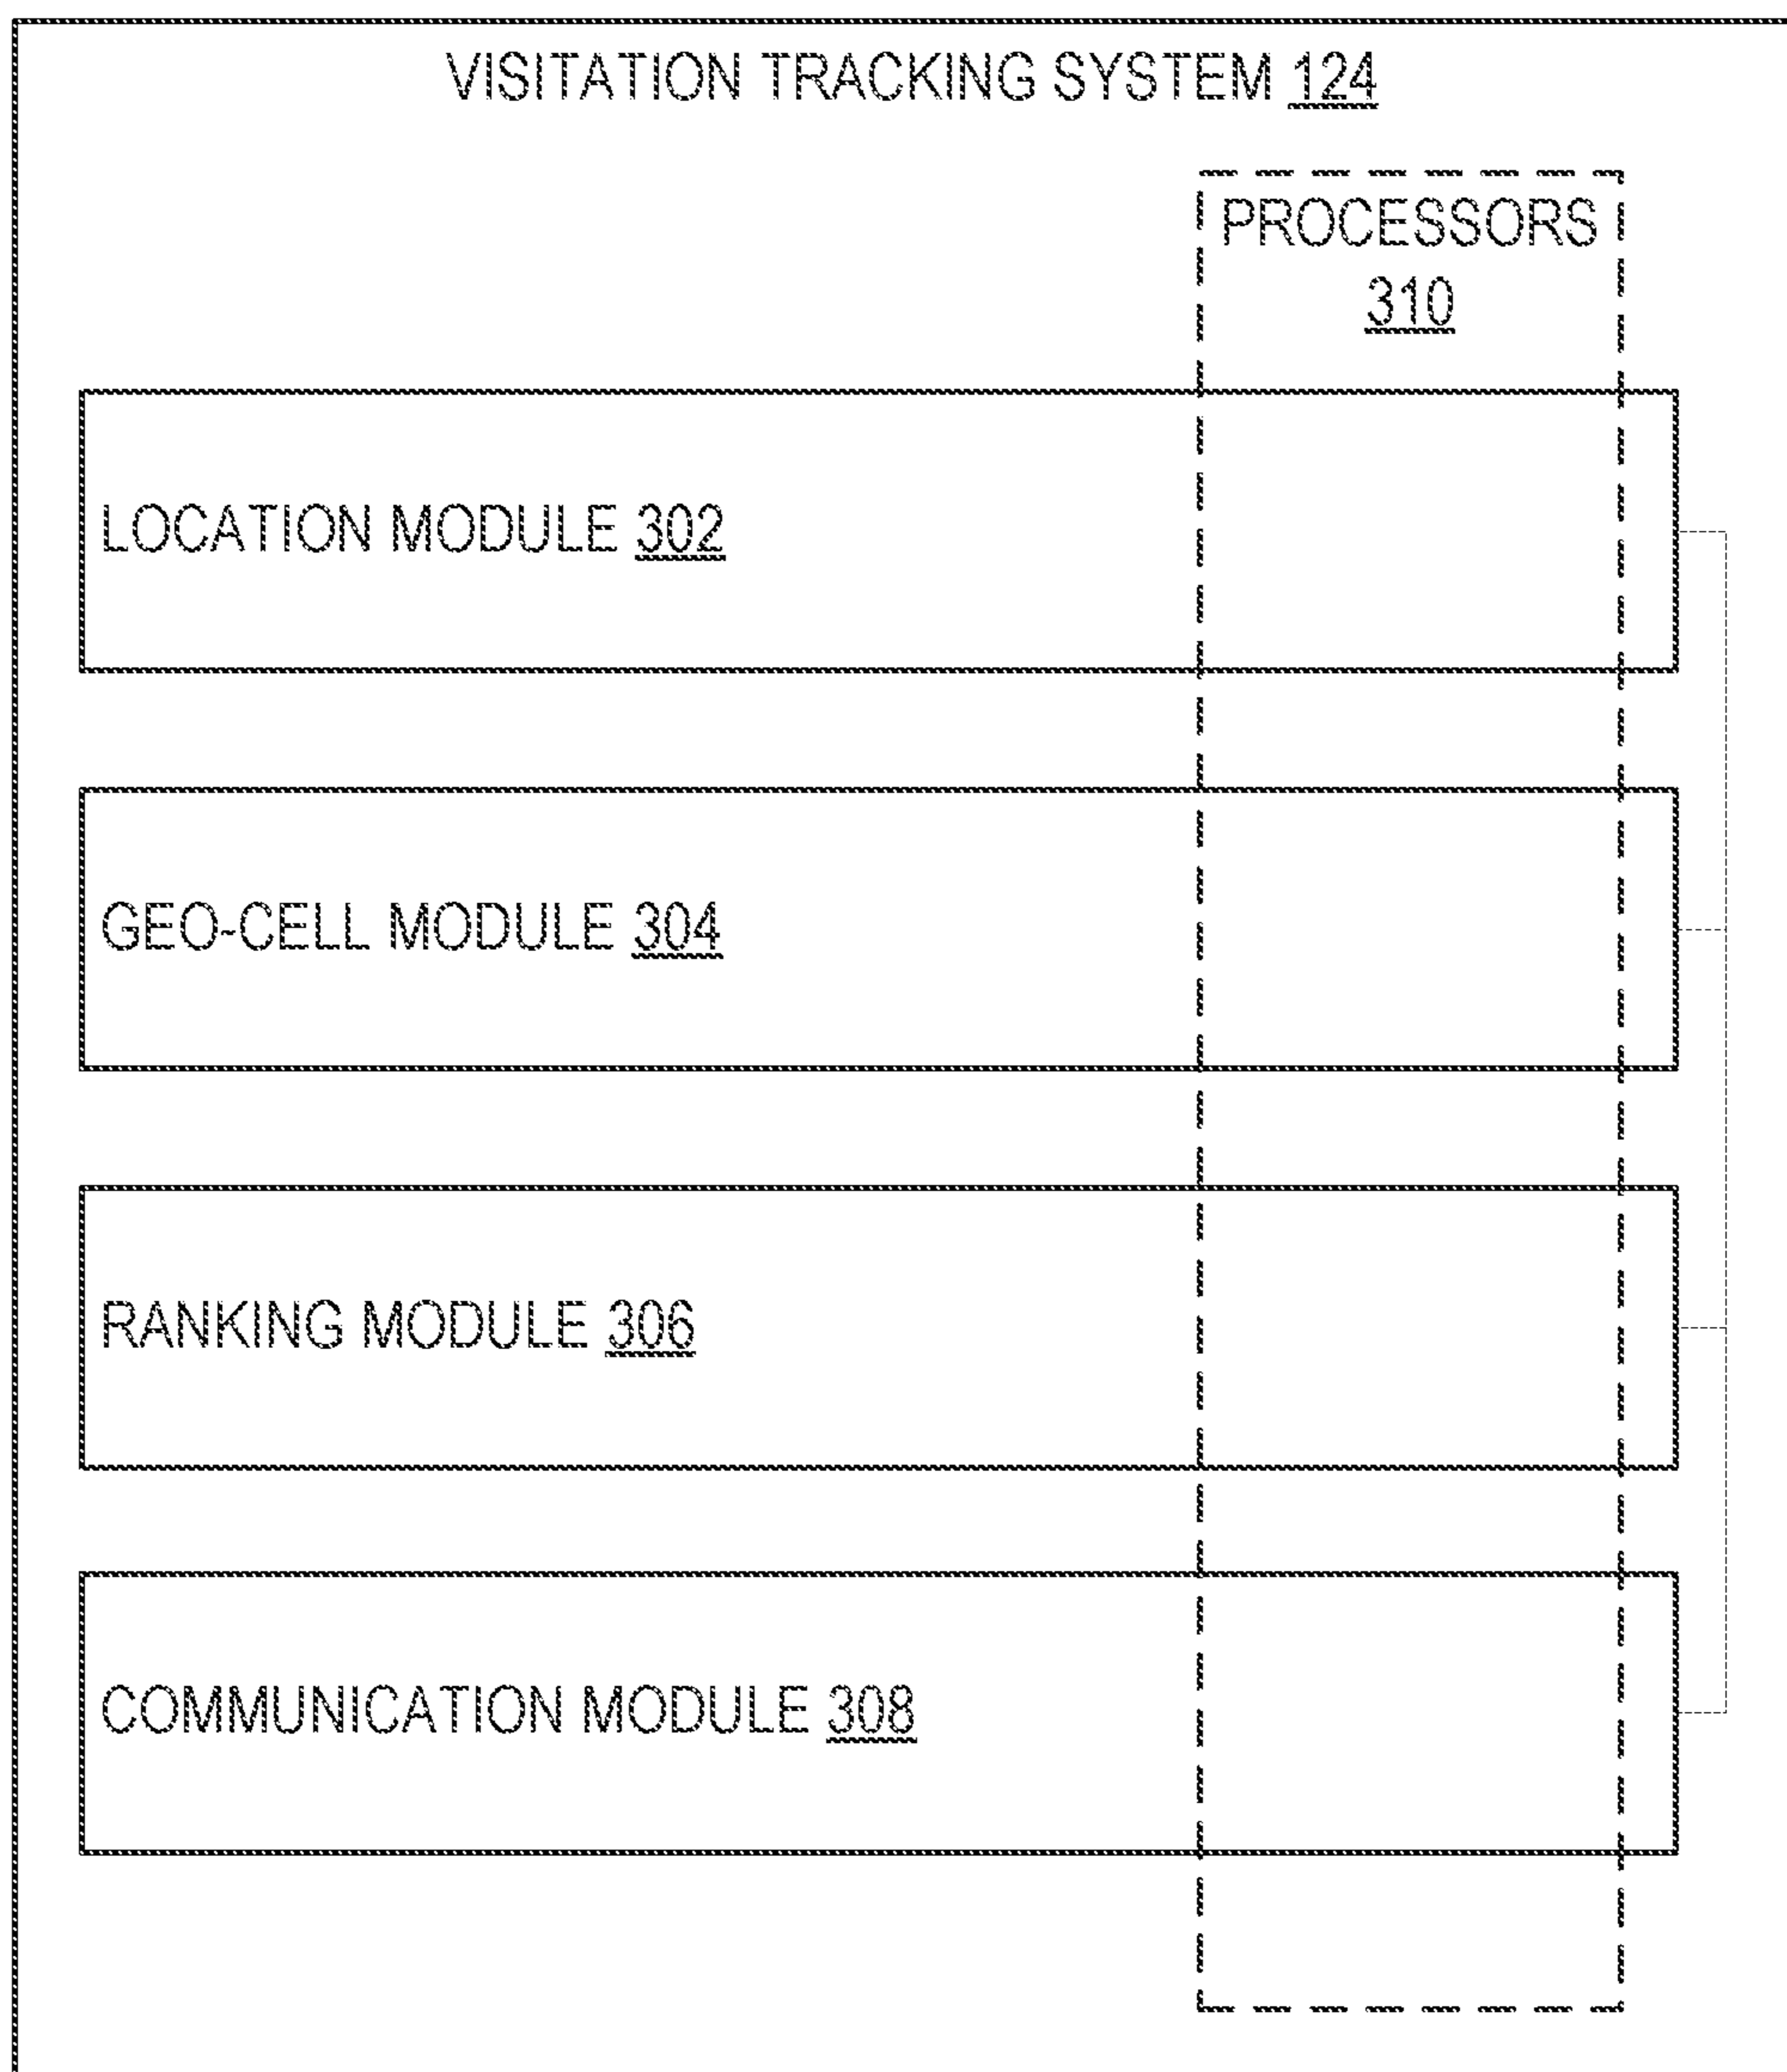 VISITATION TRACKING SYSTEM 124
PROCESSORS
310
LOCATION MODULE 302
GEO-CELL MODULE 304
RANKING MODULE 306
COMMUNICATION MODULE 308